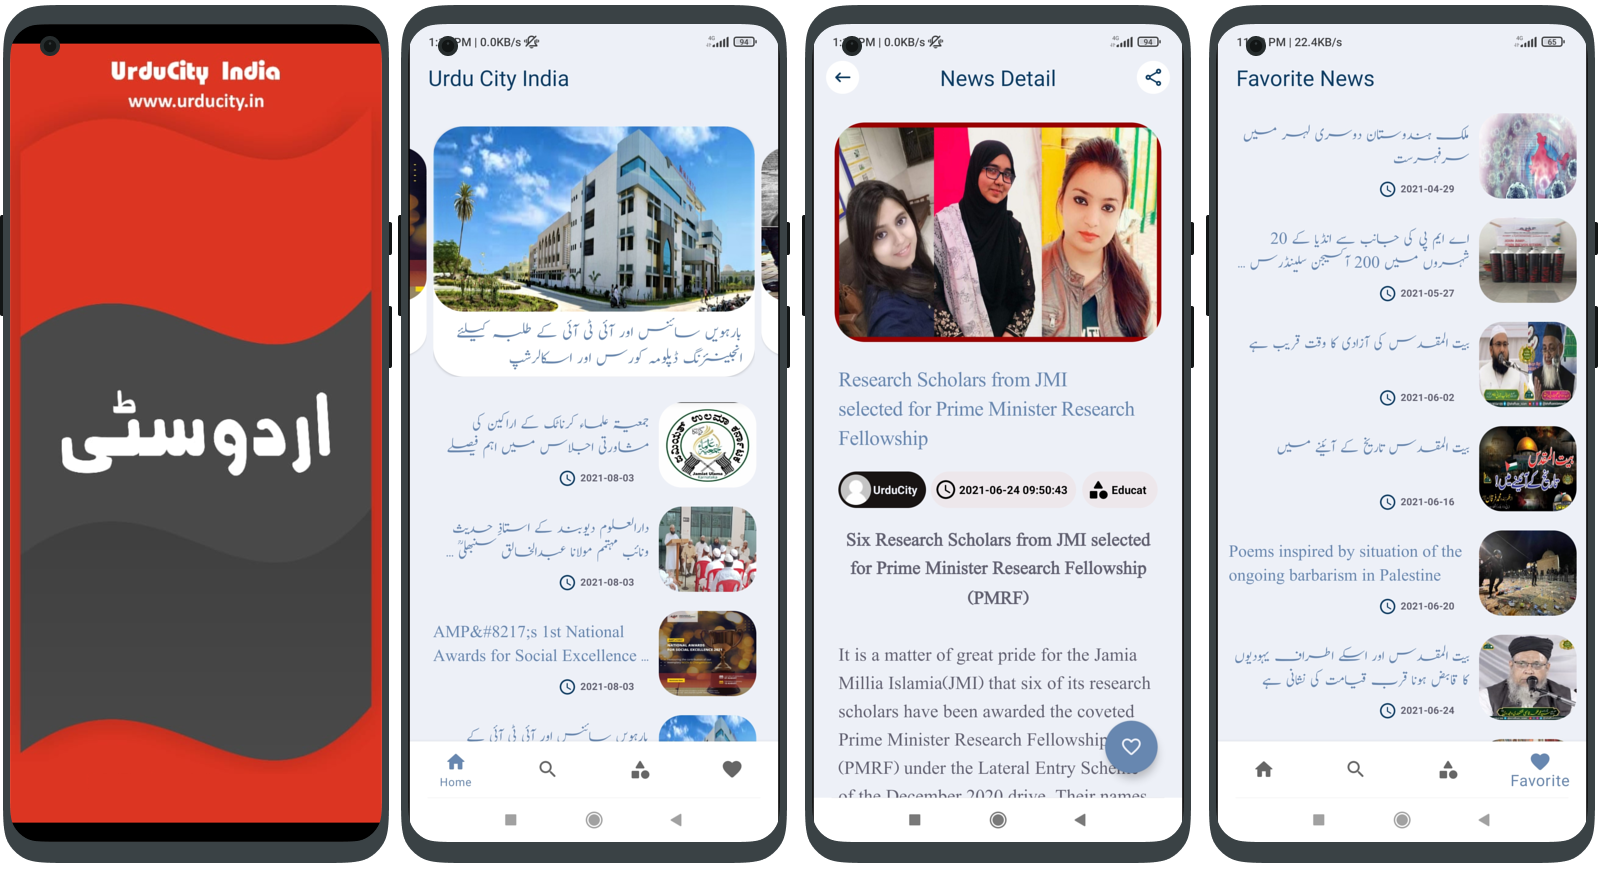 UrduCity India
www.urducity.in
اردوسٹی
PM | 0.0KB/s
4G
94
Urdu City India
بارہویں سائنس اور آئی ٹی آئی کے طلبہ کیلئے
انجینئرنگ ڈپلومہ کورس اور اسکالرشپ
جمعیۃ علماء کرناٹک کے اراکین کی
مشاورتی اجلاس میں اہم فیصلے
2021-08-03
دارالعلوم دیوبند کے استاذِ حدیث
ونائب مہتمم مولانا عبدالخالق سنبھلیؒ ...
2021-08-03
AMP&#8217;s 1st National
Awards for Social Excellence ...
2021-08-03
بارہویں سائنس اور آئی ٹی آئی کے
Home
PM | 0.0KB/s
4G
94
News Detail
Research Scholars from JMI
selected for Prime Minister Research
Fellowship
UrduCity
2021-06-24 09:50:43
Educat
Six Research Scholars from JMI selected
for Prime Minister Research Fellowship
(PMRF)
It is a matter of great pride for the Jamia
Millia Islamia(JMI) that six of its research
scholars have been awarded the coveted
Prime Minister Research Fellowship
(PMRF) under the Lateral Entry Scheme
of the December 2020 drive. Their names
PM | 22.4KB/s
4G
65
Favorite News
ملک ہندوستان دوسری لہر میں
سرفہرست
2021-04-29
اے ایم پی کی جانب سے انڈیا کے 20
شہروں میں 200 آکسیجن سلینڈرس ...
2021-05-27
بیت المقدس کی آزادی کا وقت قریب ہے
2021-06-02
بیت المقدس تاریخ کے آئینے میں
بیت المقدس
تاریخ کے آئینے میں!
2021-06-16
Poems inspired by situation of the
ongoing barbarism in Palestine
2021-06-20
بیت المقدس اور اسکے اطراف یہودیوں
کا قابض ہونا قرب قیامت کی نشانی ہے
2021-06-24
Favorite